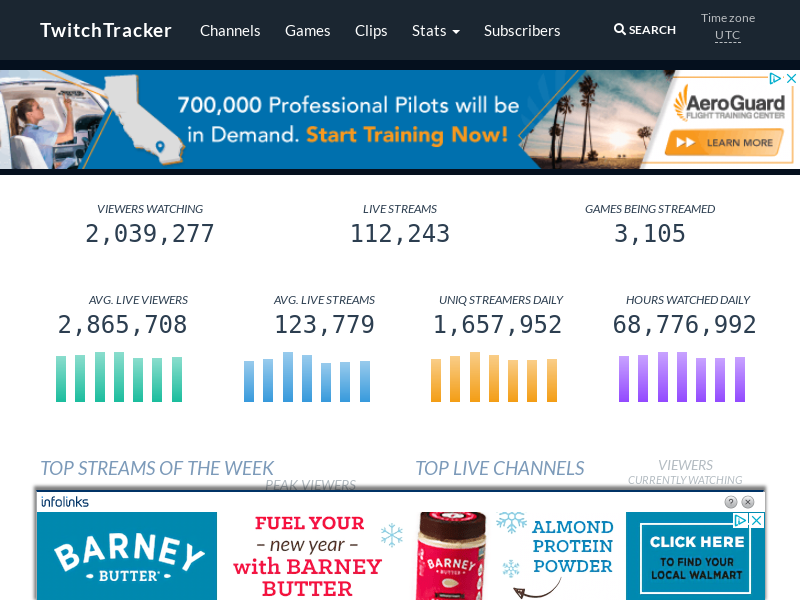 TwitchTracker
Channels
Games
Clips
Stats
Subscribers
SEARCH
Time zone
UTC
700,000 Professional Pilots will be
in Demand. Start Training Now!
AeroGuard
FLIGHT TRAINING CENTER
LEARN MORE
VIEWERS WATCHING
2,039,277
LIVE STREAMS
112,243
GAMES BEING STREAMED
3,105
AVG. LIVE VIEWERS
2,865,708
AVG. LIVE STREAMS
123,779
UNIQ STREAMERS DAILY
1,657,952
HOURS WATCHED DAILY
68,776,992
TOP STREAMS OF THE WEEK
PEAK VIEWERS
TOP LIVE CHANNELS
VIEWERS
CURRENTLY WATCHING
infolinks
BARNEY
BUTTER
FUEL YOUR
– new year –
with BARNEY
BUTTER
BARNEY
BUTTER
ALMOND
PROTEIN
POWDER
CLICK HERE
TO FIND YOUR
LOCAL WALMART